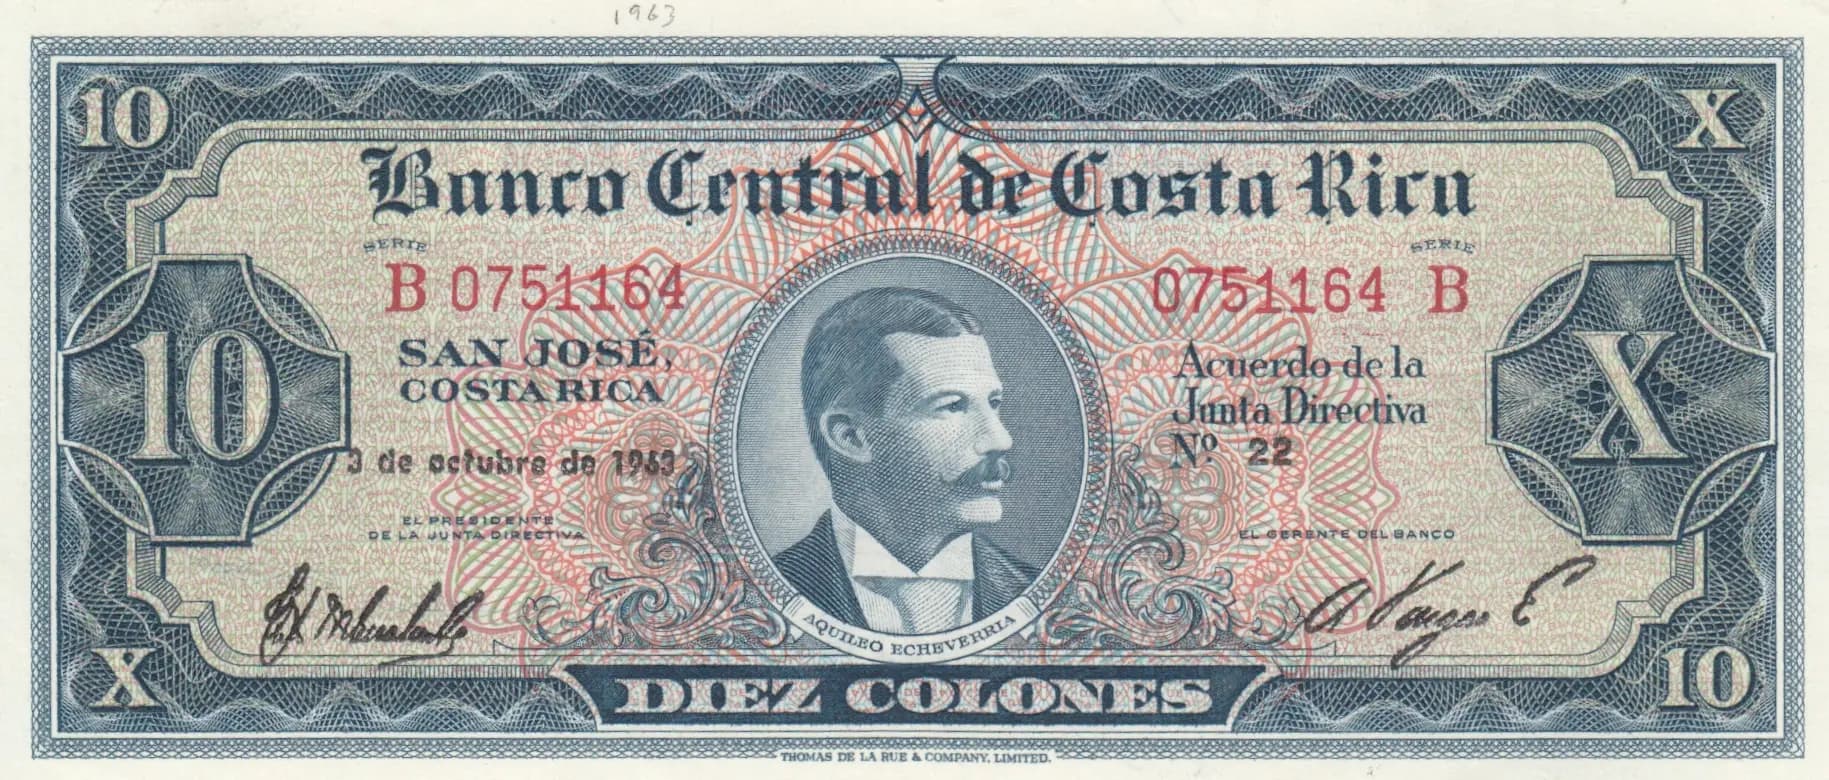 1963
10 X
Banco Central de Costa Rica
SERIE SERIE
B 0751164 0751164 B
SAN JOSÉ,
COSTA RICA
3 de octubre de 1963
Acuerdo de la
Junta Directiva
Nº 22
10 X
EL PRESIDENTE
DE LA JUNTA DIRECTIVA
EL GERENTE DEL BANCO
AQUILEO ECHEVERRIA
X 10
DIEZ COLONES
THOMAS DE LA RUE & COMPANY, LIMITED.